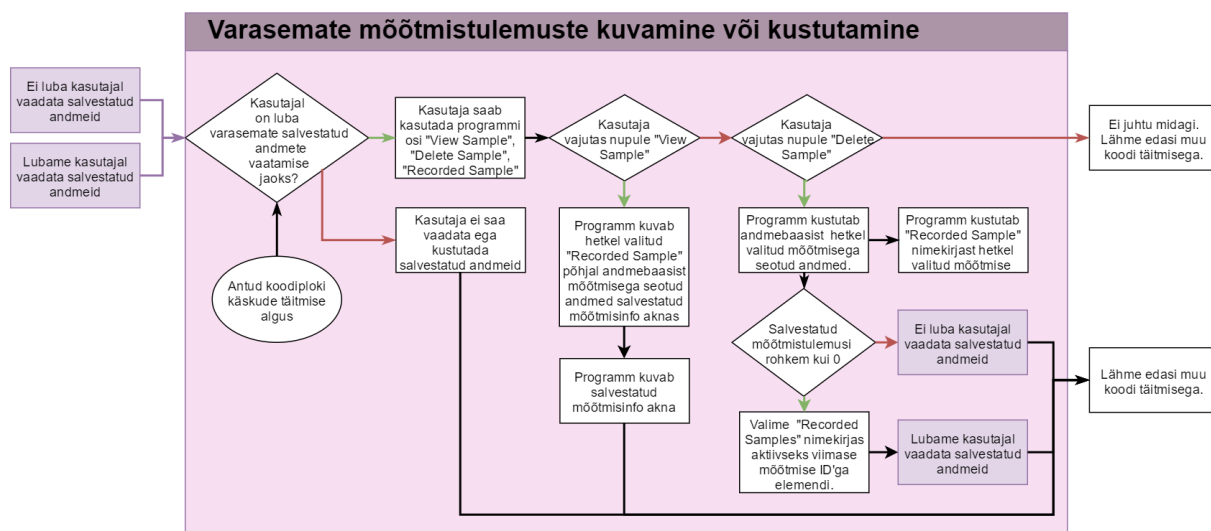 Varasemate mõõtmistulemuste kuvamine või kustutamine
Ei luba kasutajal
vaadata salvestatud
andmeid
Lubame kasutajal
vaadata salvestatud
andmeid
Kasutajal
on luba
varasemate salvestatud
andmete
vaatamise
jaoks?
Antud koodiploki
käskude täitmise
algus
Kasutaja saab
kasutada programmi
osi "View Sample",
"Delete Sample",
"Recorded Sample"
Kasutaja ei saa
vaadata ega
kustutada
salvestatud andmeid
Kasutaja
vajutas nupule "View
Sample"
Programm kuvab
hetkel valitud
"Recorded Sample"
põhjal andmebaasist
mõõtmisega seotud
andmed salvestatud
mõõtmisinfo aknas
Programm kuvab
salvestatud
mõõtmisinfo akna
Kasutaja
vajutas nupule "Delete
Sample"
Programm kustutab
andmebaasist hetkel
valitud mõõtmisega
seotud andmed.
Programm kustutab
"Recorded Sample"
nimekirjast hetkel
valitud mõõtmise
Salvestatud
mõõtmistulemusi
rohkem kui 0
Ei luba kasutajal
vaadata salvestatud
andmeid
Valime "Recorded
Samples" nimekirjas
aktiivseks viimase
mõõtmise ID'ga
elemendi.
Lubame kasutajal
vaadata salvestatud
andmeid
Ei juhtu midagi.
Lähme edasi muu
koodi täitmisega.
Lähme edasi muu
koodi täitmisega.